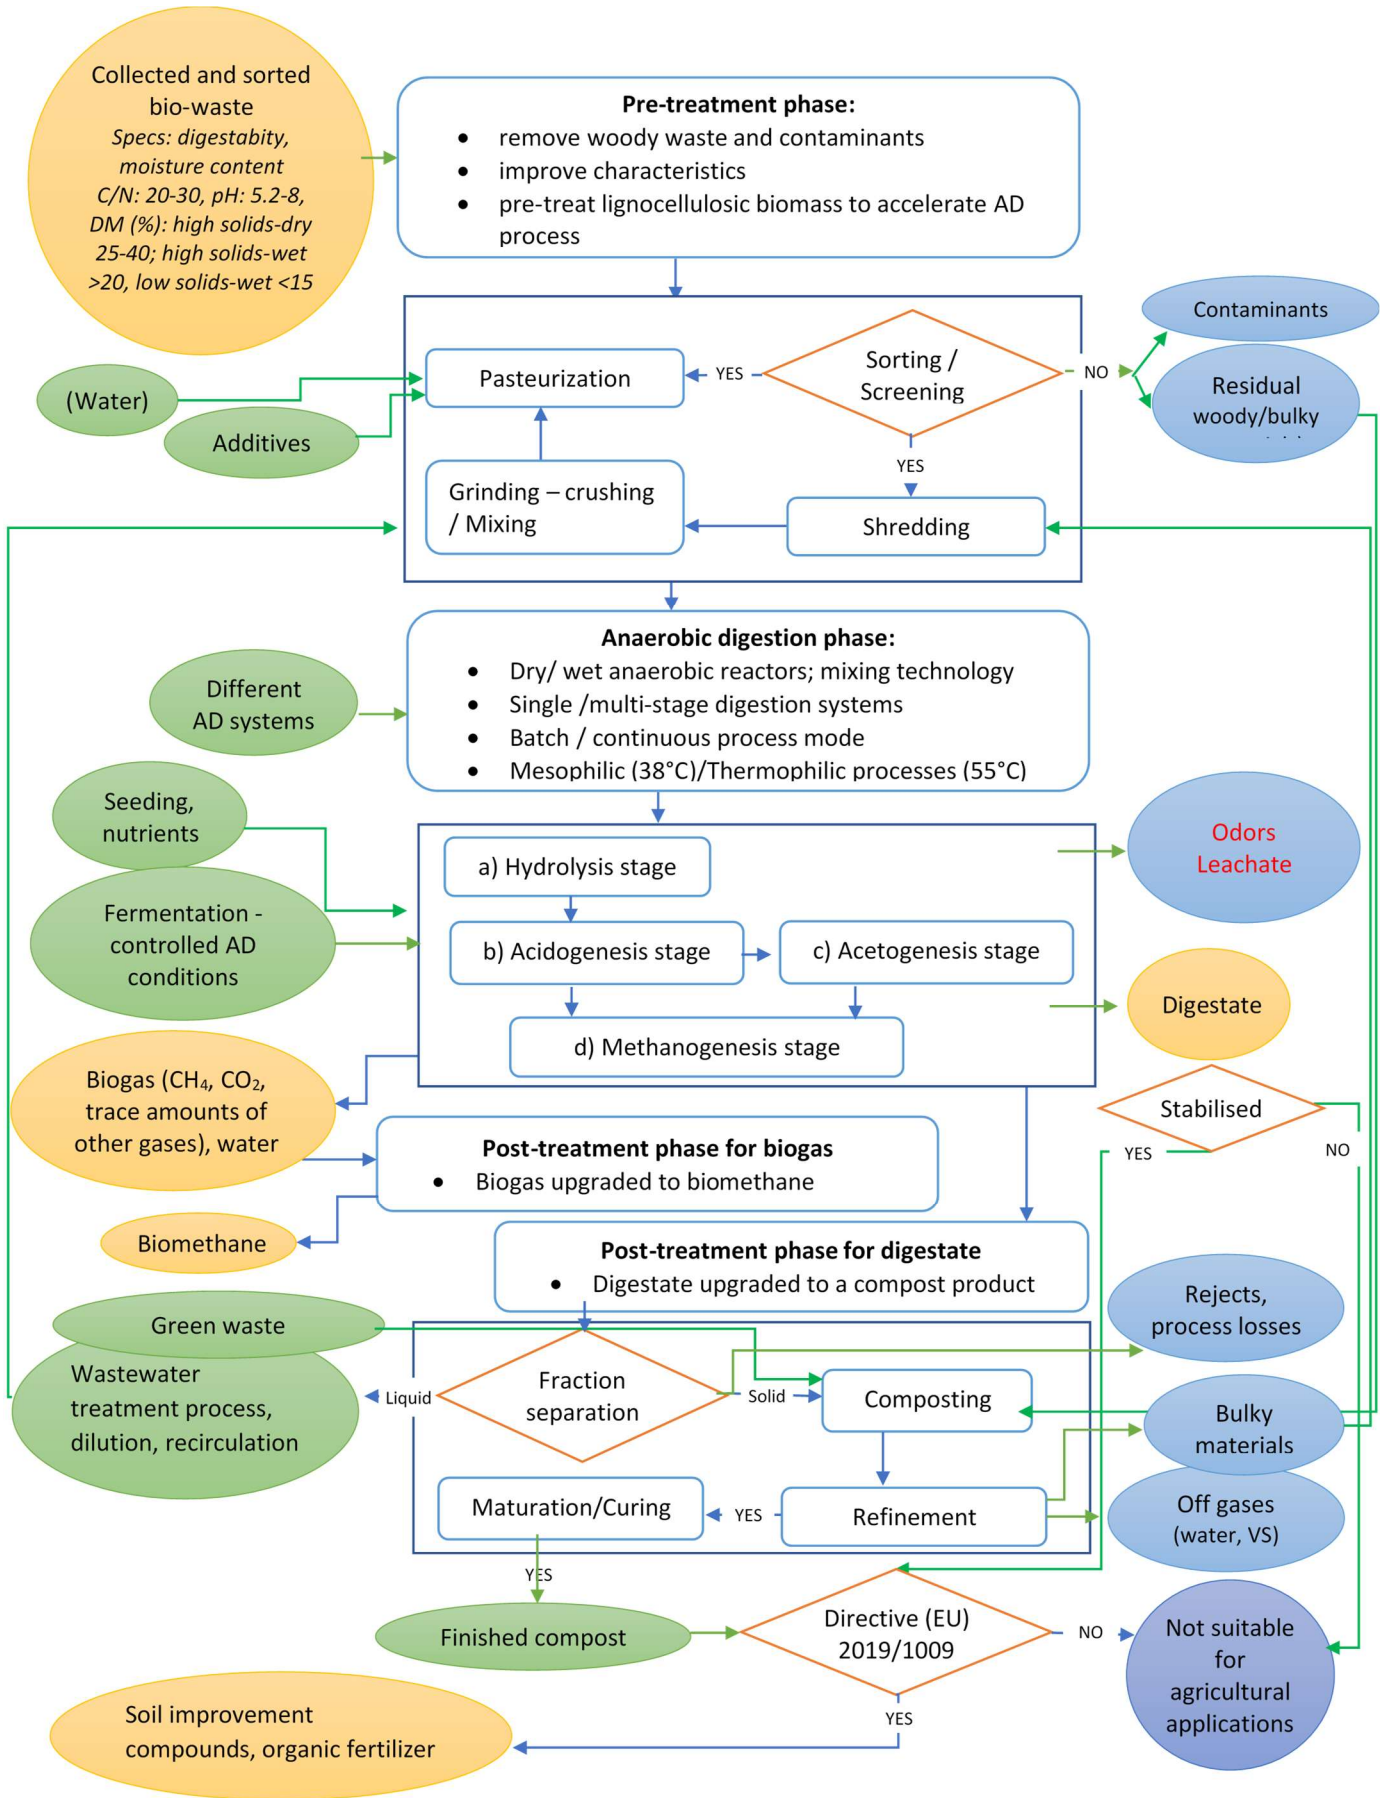 Collected and sorted
bio-waste
Specs: digestabity,
moisture content
C/N: 20-30, pH: 5.2-8,
DM (%): high solids-dry
25-40; high solids-wet
>20, low solids-wet <15
Pre-treatment phase:
• remove woody waste and contaminants
• improve characteristics
• pre-treat lignocellulosic biomass to accelerate AD
process
Contaminants
Sorting /
Screening
YES
NO
Pasteurization
Residual
woody/bulky
(Water)
Additives
YES
Grinding – crushing
/ Mixing
Shredding
Anaerobic digestion phase:
• Dry/ wet anaerobic reactors; mixing technology
• Single /multi-stage digestion systems
• Batch / continuous process mode
• Mesophilic (38°C)/Thermophilic processes (55°C)
Different
AD systems
Seeding,
nutrients
Odors
Leachate
a) Hydrolysis stage
Fermentation -
controlled AD
conditions
b) Acidogenesis stage
c) Acetogenesis stage
Digestate
d) Methanogenesis stage
Biogas (CH₄, CO₂,
trace amounts of
other gases), water
Stabilised
YES
NO
Post-treatment phase for biogas
• Biogas upgraded to biomethane
Biomethane
Post-treatment phase for digestate
• Digestate upgraded to a compost product
Rejects,
process losses
Green waste
Wastewater
treatment process,
dilution, recirculation
Liquid
Fraction
separation
Solid
Composting
Bulky
materials
Maturation/Curing
YES
Refinement
Off gases
(water, VS)
YES
Finished compost
Directive (EU)
2019/1009
NO
Not suitable
for
agricultural
applications
YES
Soil improvement
compounds, organic fertilizer